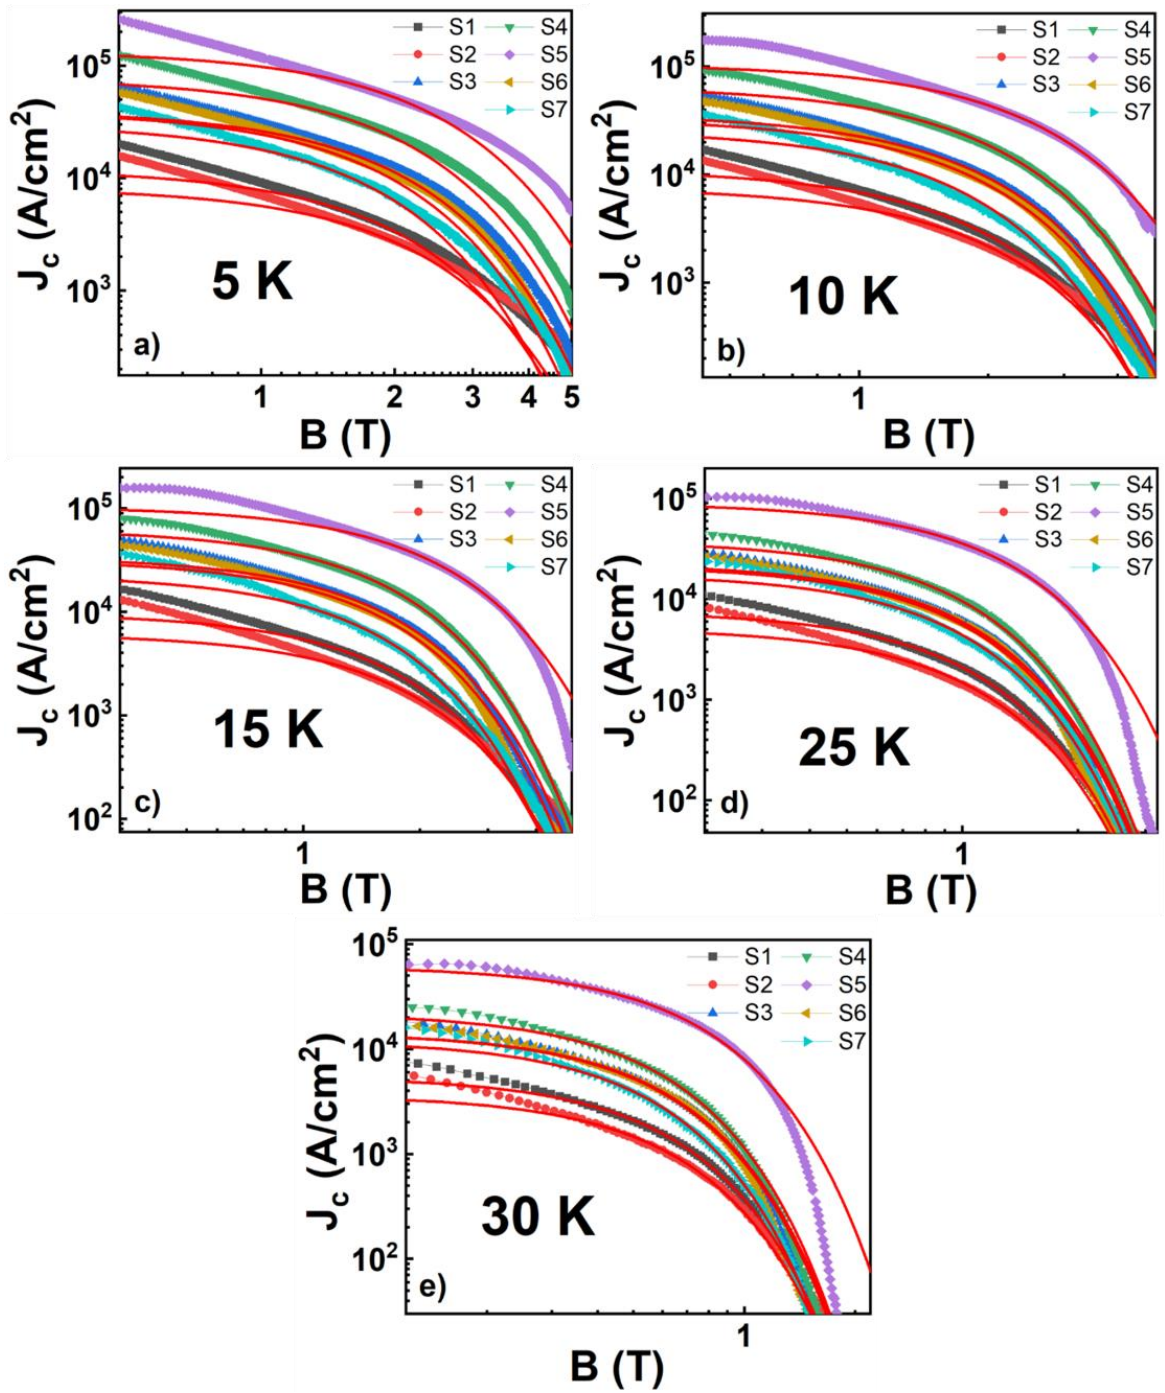 S1 S4
S2 S5
S3 S6
S7
10⁵
10⁴
10³
J_c (A/cm²)
5 K
a)
1 2 3 4 5
B (T)
S1 S4
S2 S5
S3 S6
S7
10⁵
10⁴
10³
J_c (A/cm²)
10 K
b)
1
B (T)
S1 S4
S2 S5
S3 S6
S7
10⁵
10⁴
10³
10²
J_c (A/cm²)
15 K
c)
1
B (T)
S1 S4
S2 S5
S3 S6
S7
10⁵
10⁴
10³
10²
J_c (A/cm²)
25 K
d)
1
B (T)
S1 S4
S2 S5
S3 S6
S7
10⁵
10⁴
10³
10²
J_c (A/cm²)
30 K
e)
1
B (T)